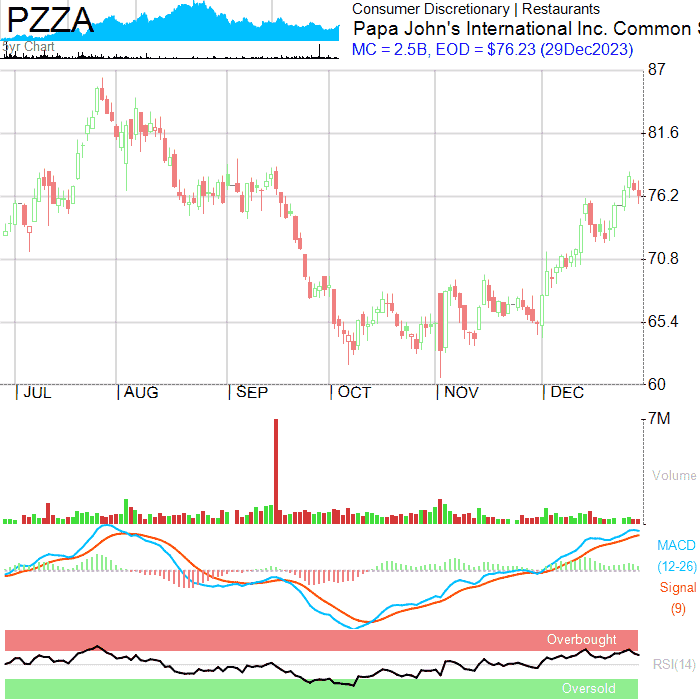 PZZA
5yr Chart
Consumer Discretionary | Restaurants
Papa John's International Inc. Common
MC = 2.5B, EOD = $76.23 (29Dec2023)
87
81.6
76.2
70.8
65.4
60
JUL AUG SEP OCT NOV DEC
7M
Volume
MACD
(12-26)
Signal
(9)
Overbought
RSI(14)
Oversold